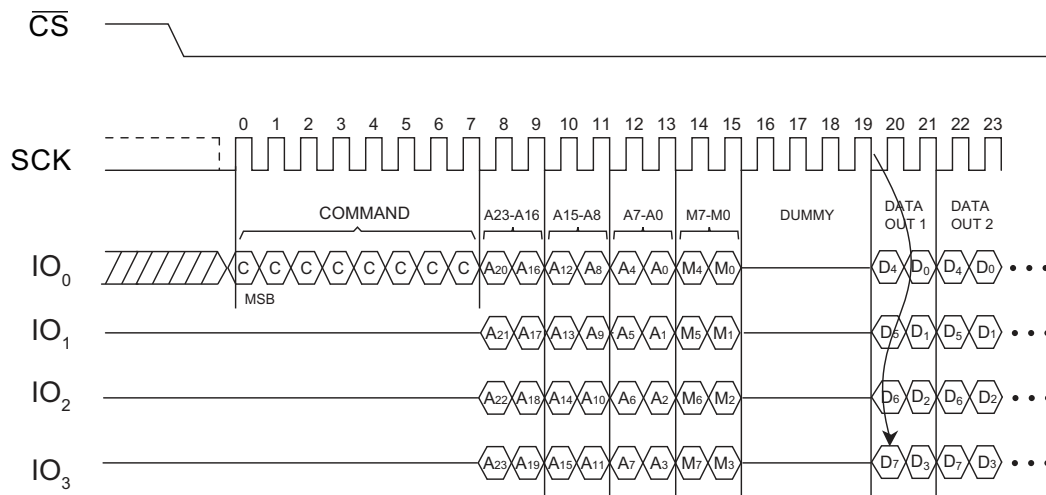 CS
0 1 2 3 4 5 6 7 8 9 10 11 12 13 14 15 16 17 18 19 20 21 22 23
SCK
COMMAND A23-A16 A15-A8 A7-A0 M7-M0 DUMMY DATA OUT 1 DATA OUT 2
IO0 C C C C C C C C A20 A16 A12 A8 A4 A0 M4 M0 D4 D0 D4 D0 • • •
MSB
IO1 A21 A17 A13 A9 A5 A1 M5 M1 D5 D1 D5 D1 • • •
IO2 A22 A18 A14 A10 A6 A2 M6 M2 D6 D2 D6 D2 • • •
IO3 A23 A19 A15 A11 A7 A3 M7 M3 D7 D3 D7 D3 • • •